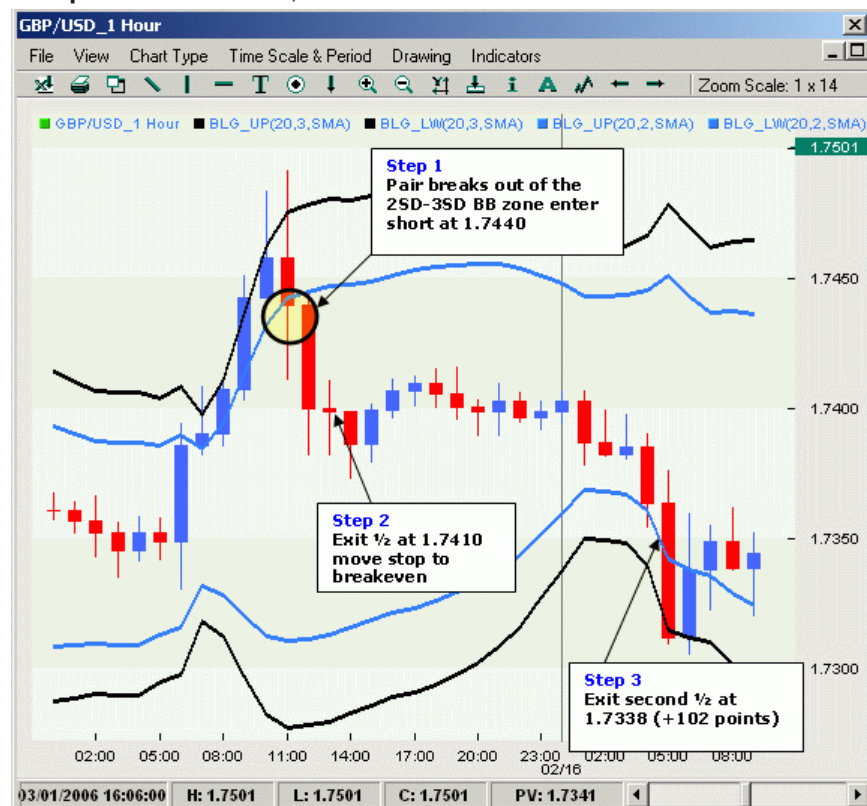 GBP/USD_1 Hour
File View Chart Type Time Scale & Period Drawing Indicators
T i A Zoom Scale: 1 x 14
GBP/USD_1 Hour BLG_UP(20,3,SMA) BLG_LW(20,3,SMA) BLG_UP(20,2,SMA) BLG_LW(20,2,SMA)
1.7501
Step 1
Pair breaks out of the
2SD-3SD BB zone enter
short at 1.7440
1.7450
1.7400
Step 2
Exit ½ at 1.7410
move stop to
breakeven
1.7350
Step 3
Exit second ½ at
1.7338 (+102 points)
1.7300
02:00 05:00 08:00 11:00 14:00 17:00 20:00 23:00 02:00 05:00 08:00
02/16
03/01/2006 16:06:00 H: 1.7501 L: 1.7501 C: 1.7501 PV: 1.7341